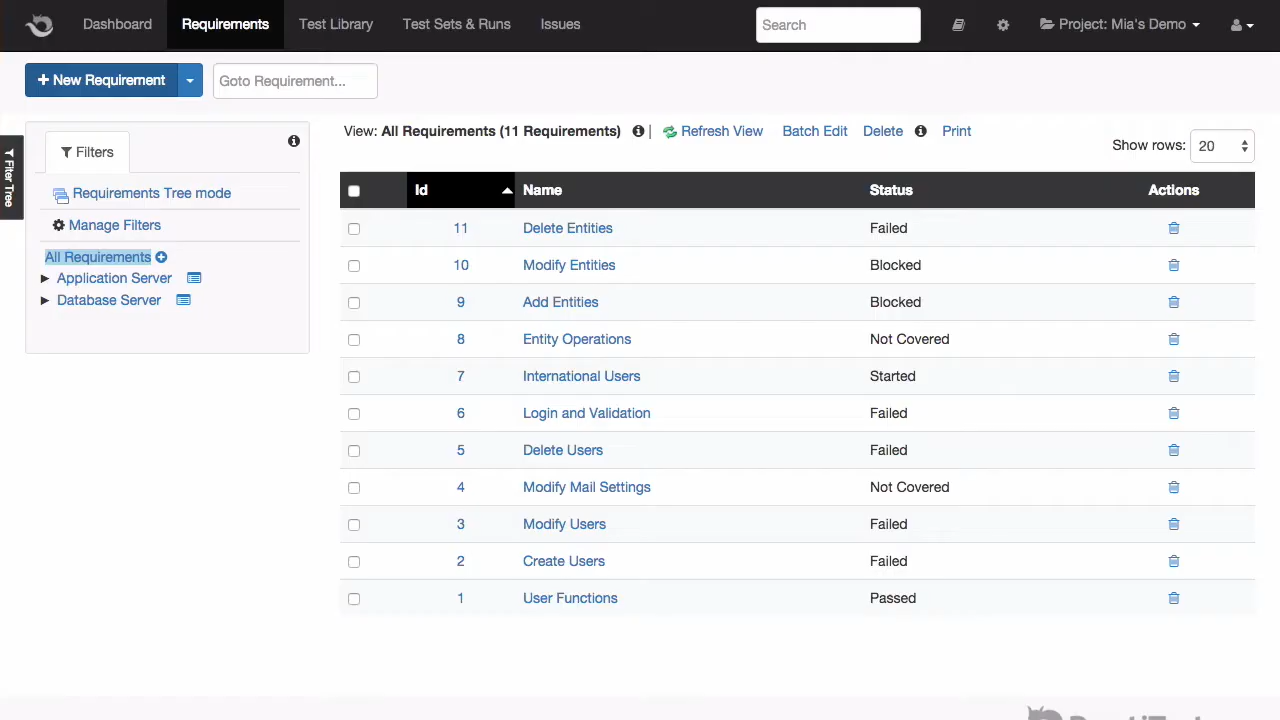 Dashboard Requirements Test Library Test Sets & Runs Issues Search Project: Mia's Demo
New Requirement Goto Requirement...
Filter Tree
Filters
Requirements Tree mode
Manage Filters
All Requirements
Application Server
Database Server
View: All Requirements (11 Requirements) | Refresh View Batch Edit Delete Print
Show rows: 20
Id Name Status Actions
11 Delete Entities Failed
10 Modify Entities Blocked
9 Add Entities Blocked
8 Entity Operations Not Covered
7 International Users Started
6 Login and Validation Failed
5 Delete Users Failed
4 Modify Mail Settings Not Covered
3 Modify Users Failed
2 Create Users Failed
1 User Functions Passed